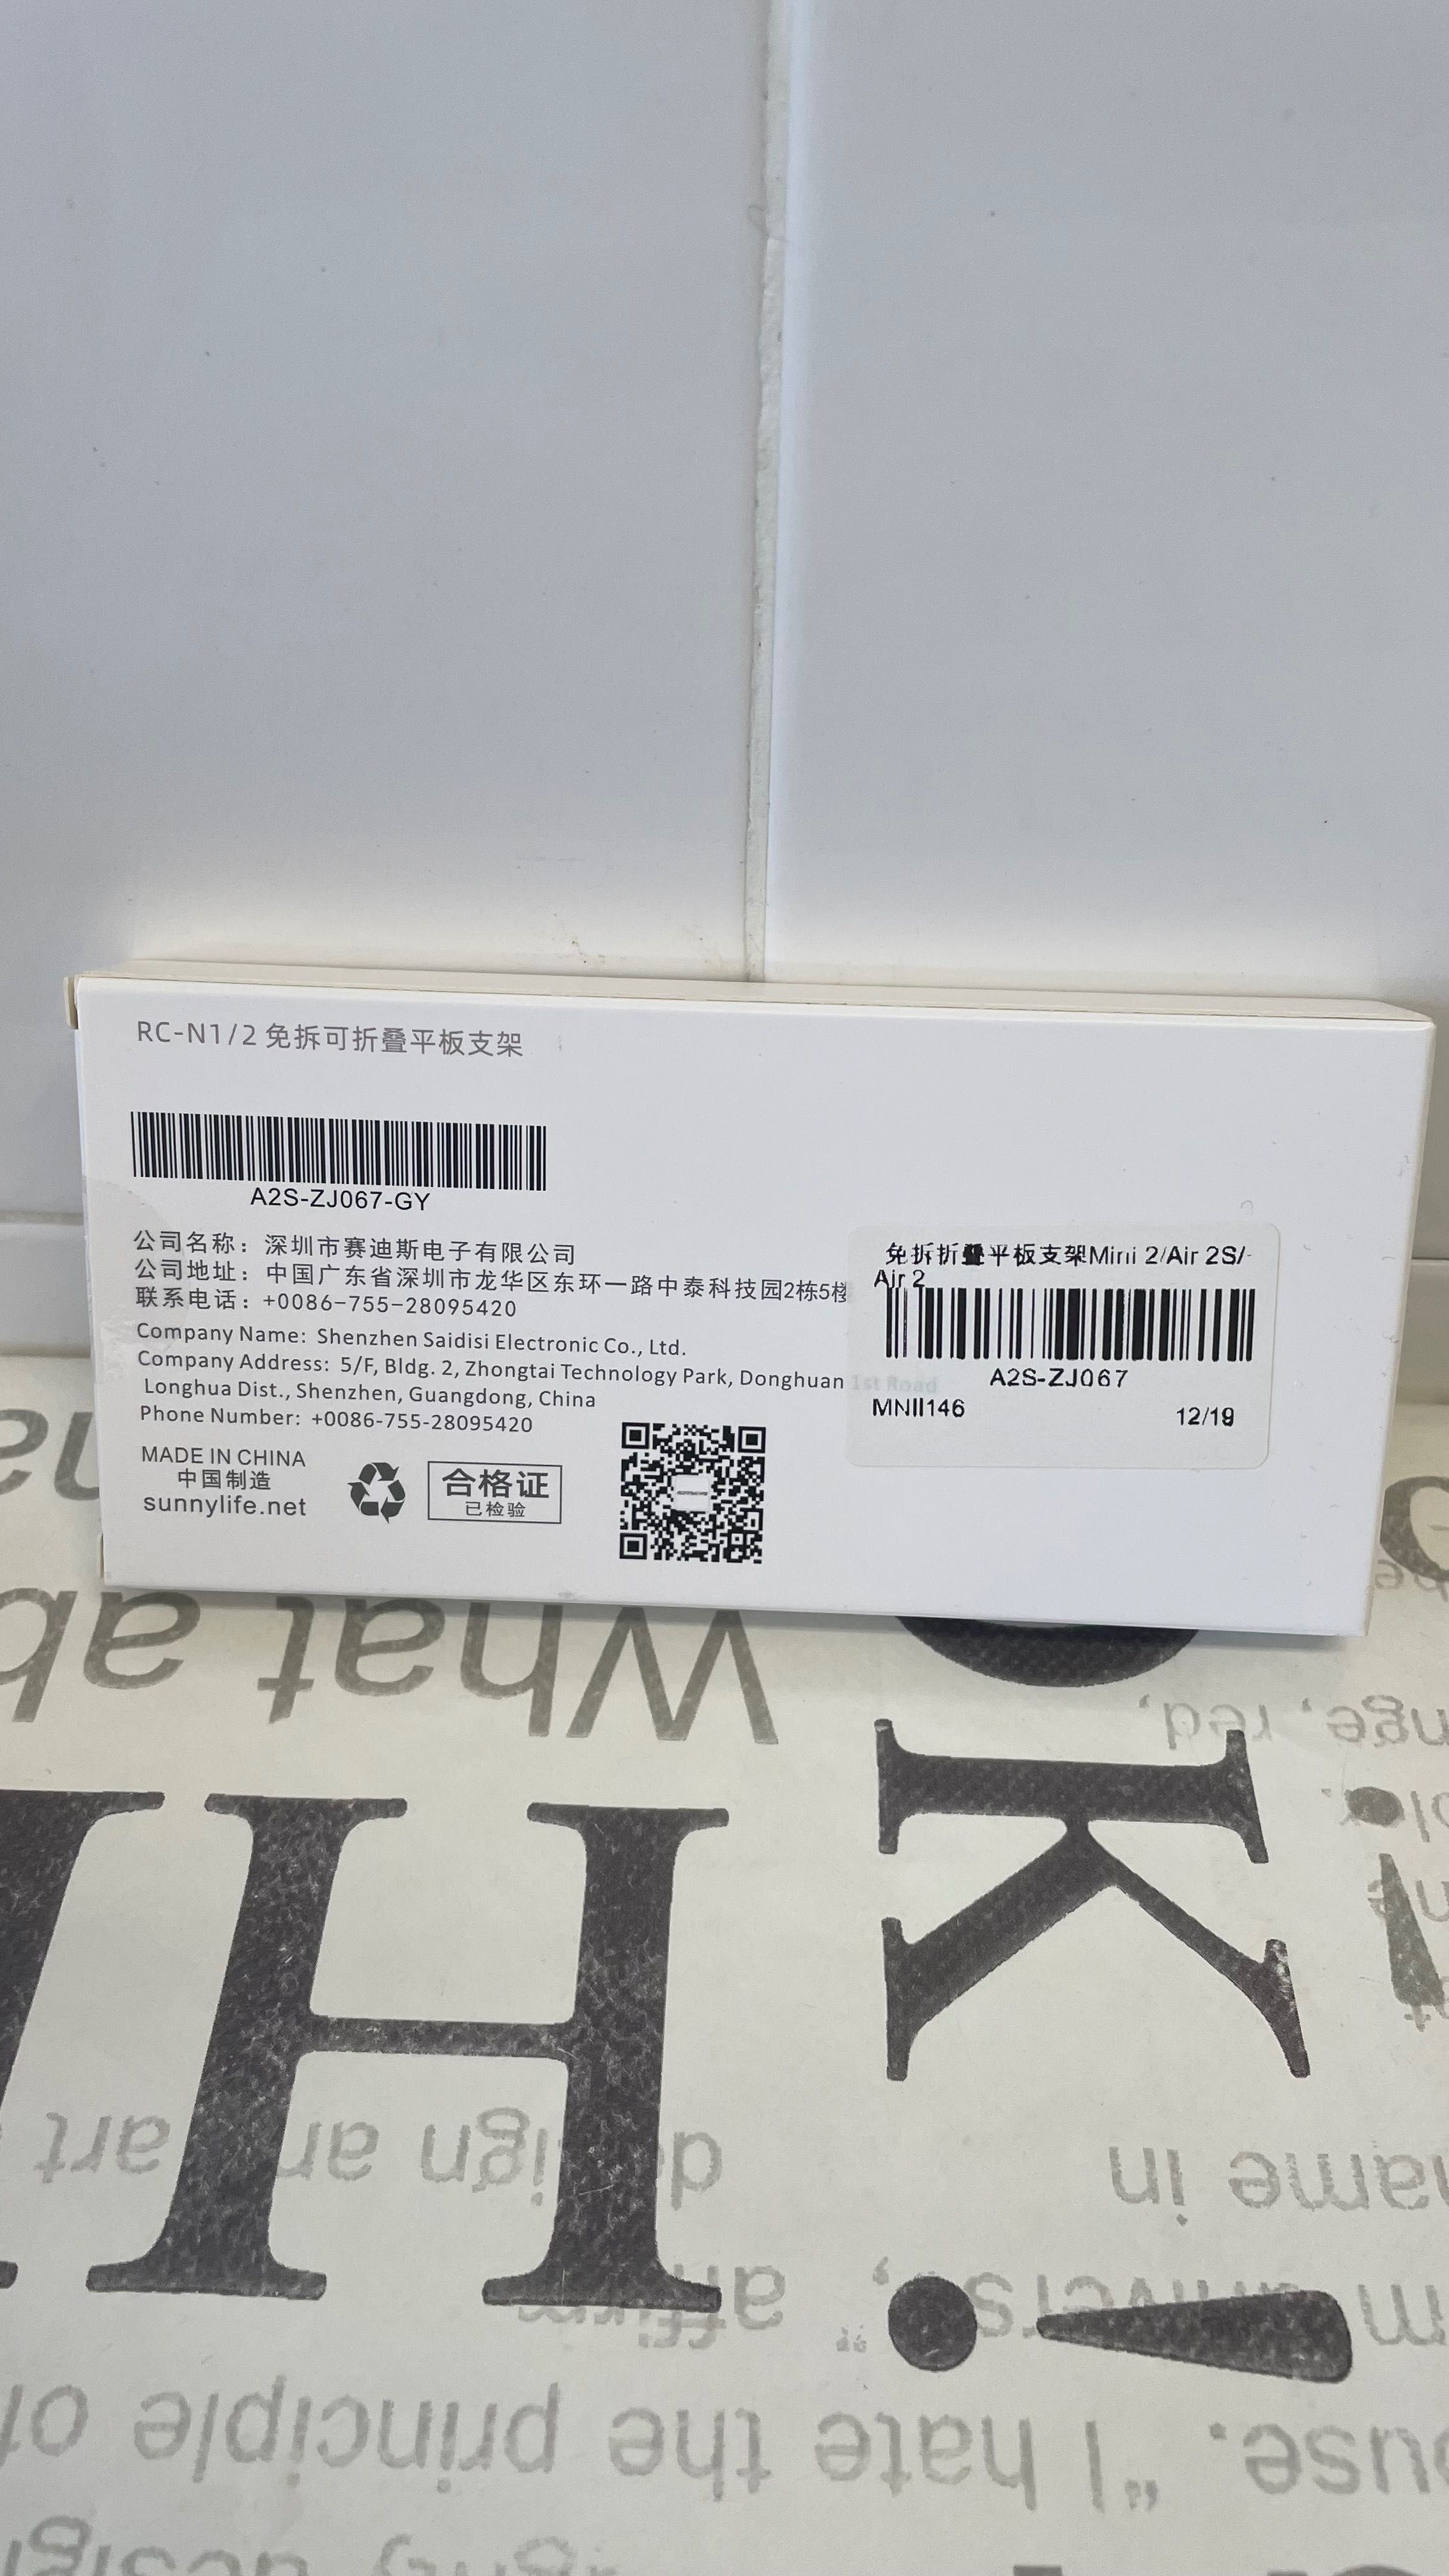 RC-N1/2 免拆可折叠平板支架
A2S-ZJ067-GY
公司名称：深圳市赛迪斯电子有限公司
公司地址：中国广东省深圳市龙华区东环一路中泰科技园2栋5楼
联系电话：+0086-755-28095420
Company Name: Shenzhen Saidisi Electronic Co., Ltd.
Company Address: 5/F, Bldg. 2, Zhongtai Technology Park, Donghuan 1st Road
Longhua Dist., Shenzhen, Guangdong, China
Phone Number: +0086-755-28095420
MADE IN CHINA
中国制造
sunnylife.net
合格证
已检验
免拆折叠平板支架Mini 2/Air 2S/
Air 2
A2S-ZJ067
MNII146 12/19
What ab
nge, red,
H
K
!
art
name in
"I hate the principle of